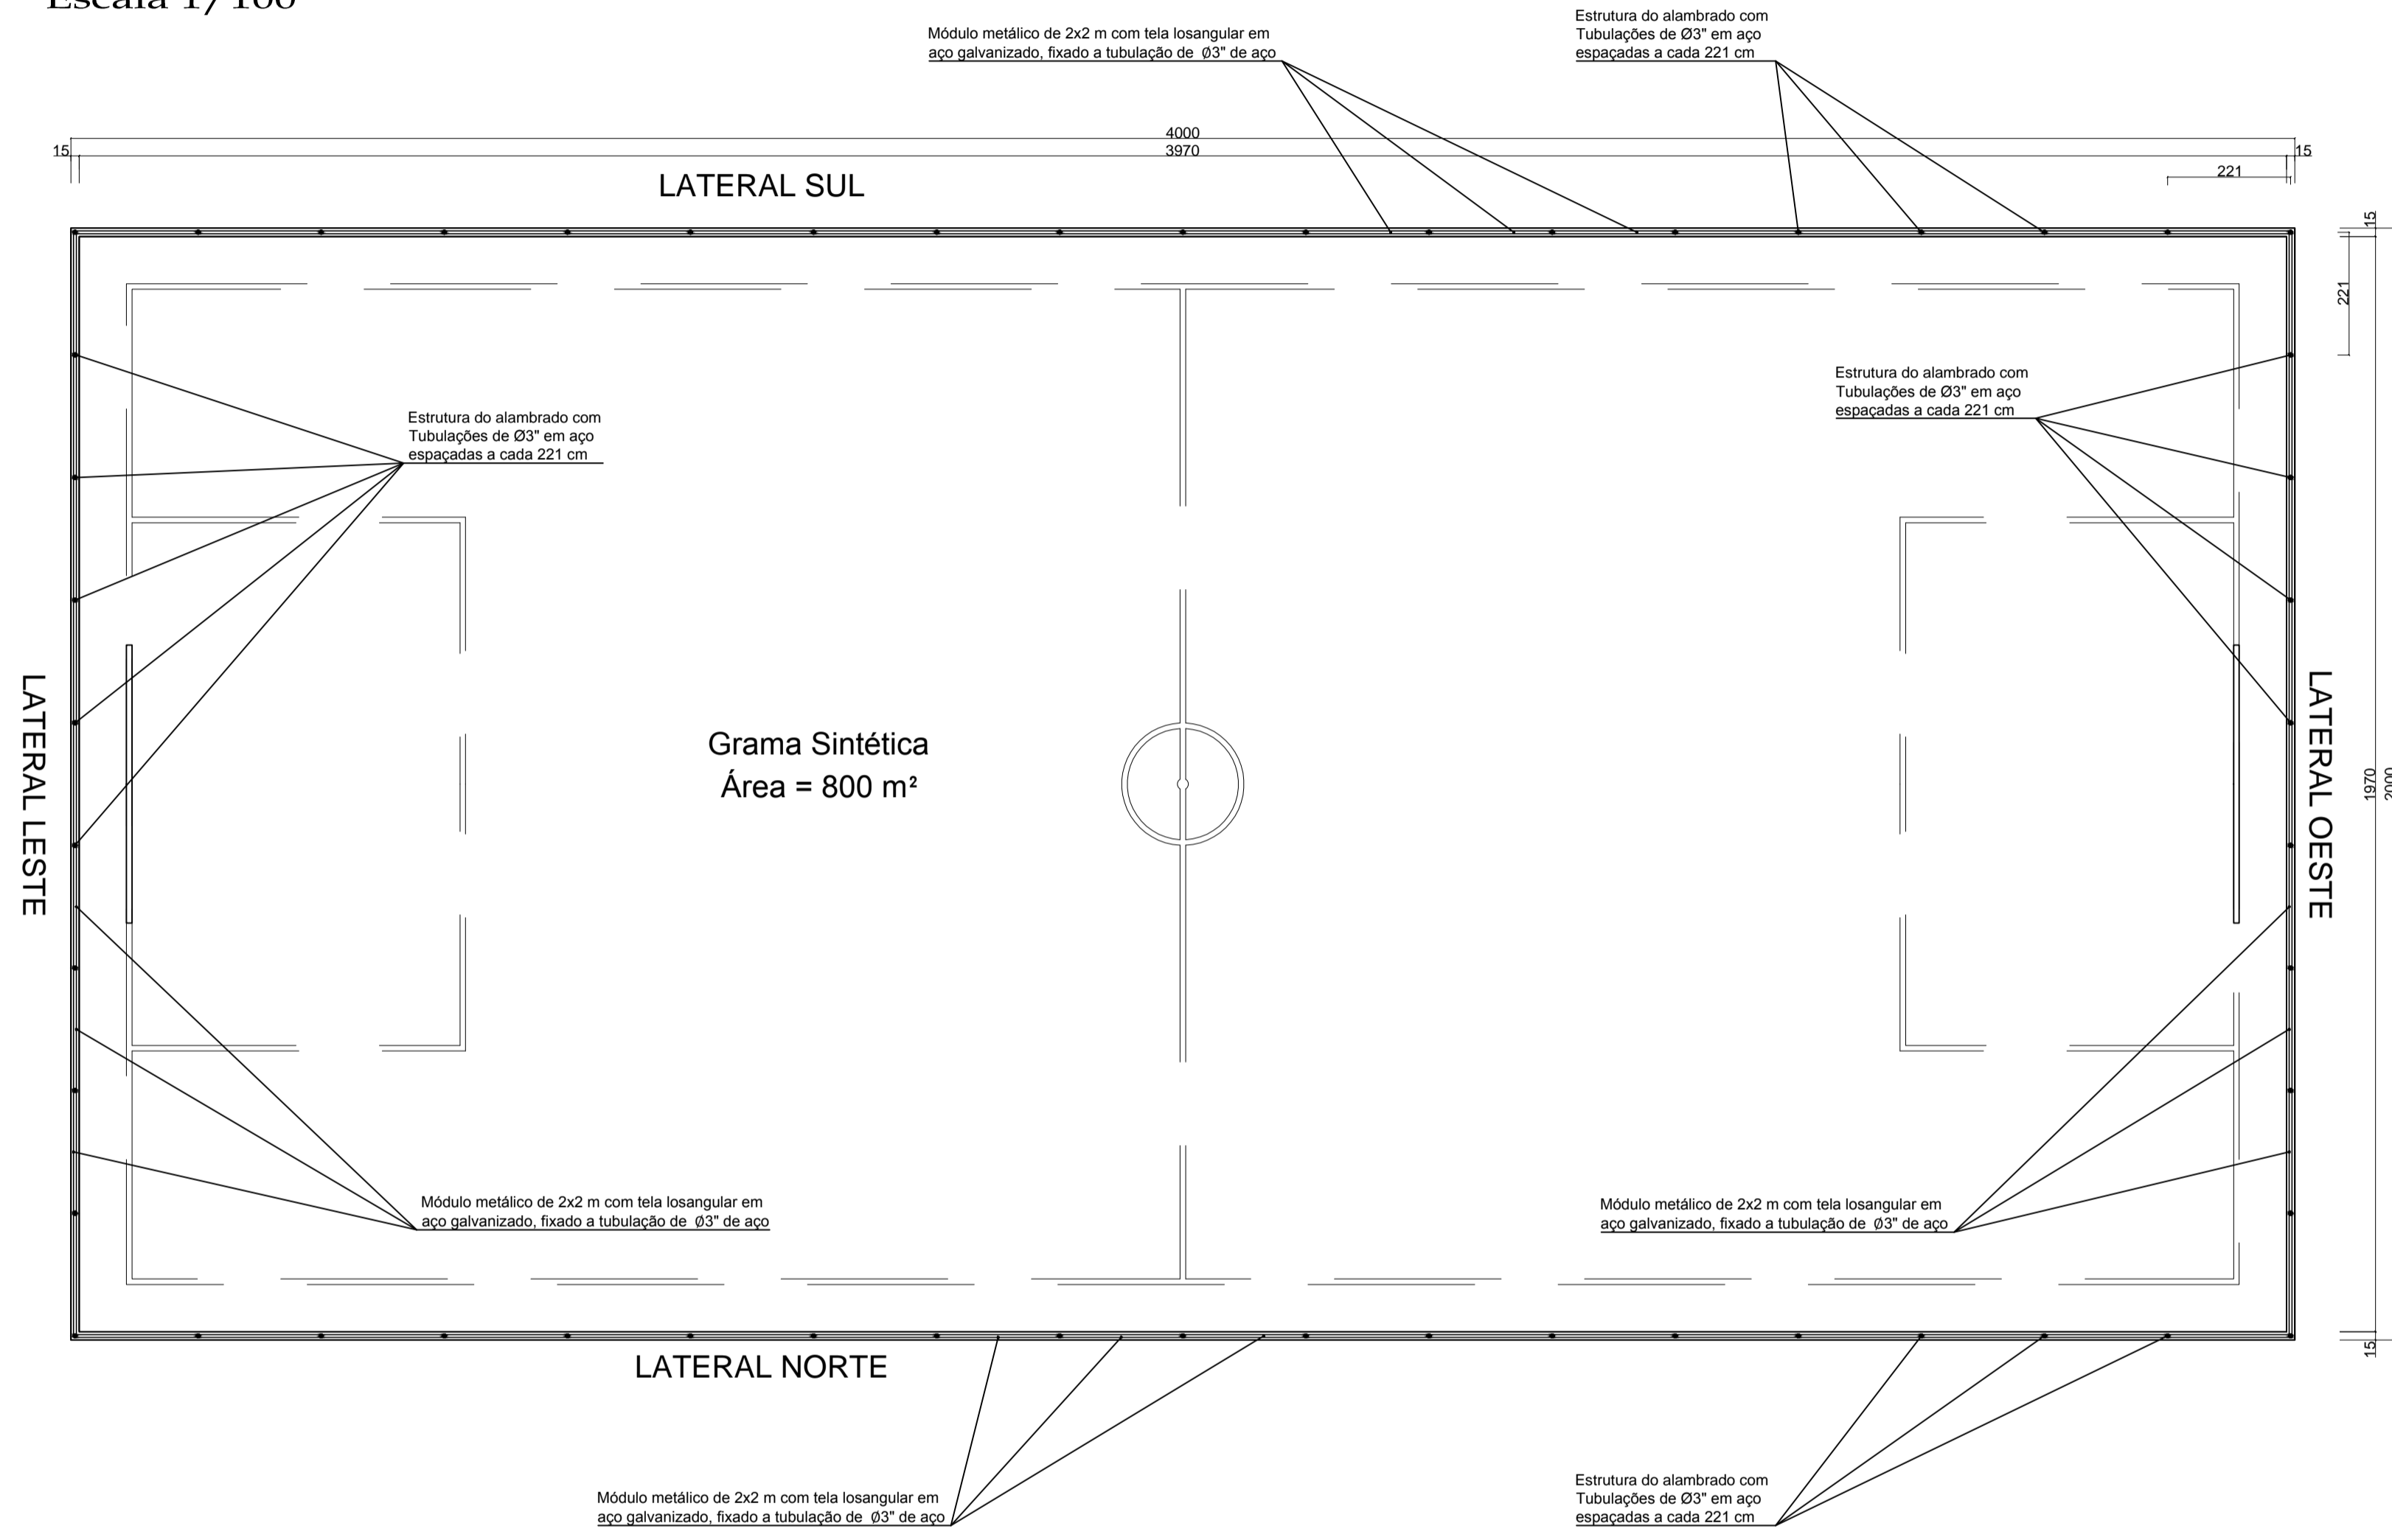 Escala 1/100
Módulo metálico de 2x2 m com tela losangular em
aço galvanizado, fixado a tubulação de Ø3" de aço
Estrutura do alambrado com
Tubulações de Ø3" em aço
espaçadas a cada 221 cm
4000
15
3970
15
221
LATERAL SUL
15
221
Estrutura do alambrado com
Tubulações de Ø3" em aço
espaçadas a cada 221 cm
Estrutura do alambrado com
Tubulações de Ø3" em aço
espaçadas a cada 221 cm
LATERAL LESTE
Grama Sintética
Área = 800 m²
LATERAL OESTE
1970
2000
Módulo metálico de 2x2 m com tela losangular em
aço galvanizado, fixado a tubulação de Ø3" de aço
Módulo metálico de 2x2 m com tela losangular em
aço galvanizado, fixado a tubulação de Ø3" de aço
15
LATERAL NORTE
Módulo metálico de 2x2 m com tela losangular em
aço galvanizado, fixado a tubulação de Ø3" de aço
Estrutura do alambrado com
Tubulações de Ø3" em aço
espaçadas a cada 221 cm